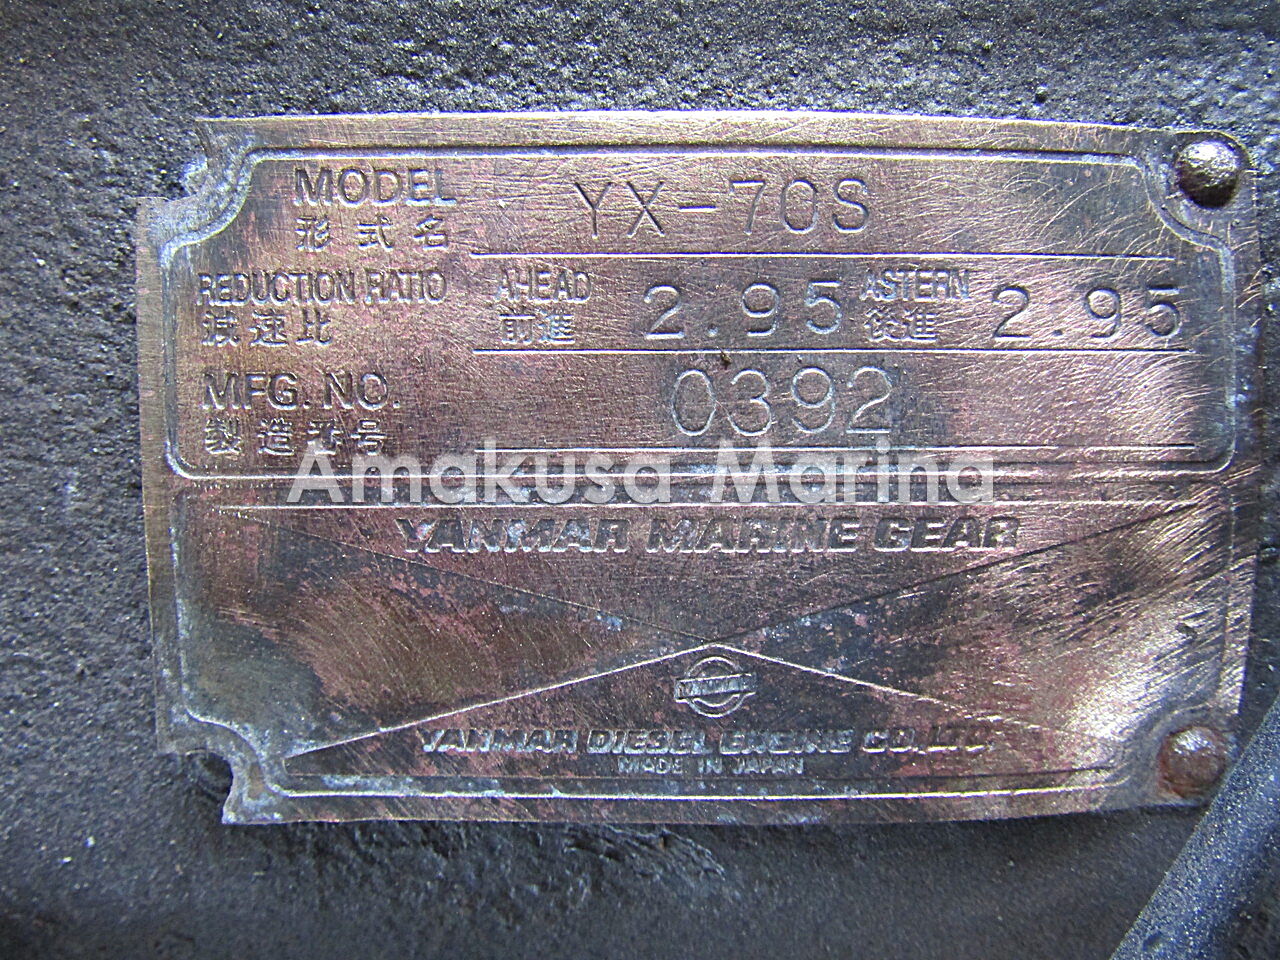 MODEL YX-70S
形式名
REDUCTION RATIO AHEAD 2.95 ASTERN 2.95
減速比 前進 後進
MFG. NO. 0392
製造番号
Amakusa Marina
YANMAR MARINE GEAR
YANMAR
YANMAR DIESEL ENGINE CO.,LTD.
MADE IN JAPAN